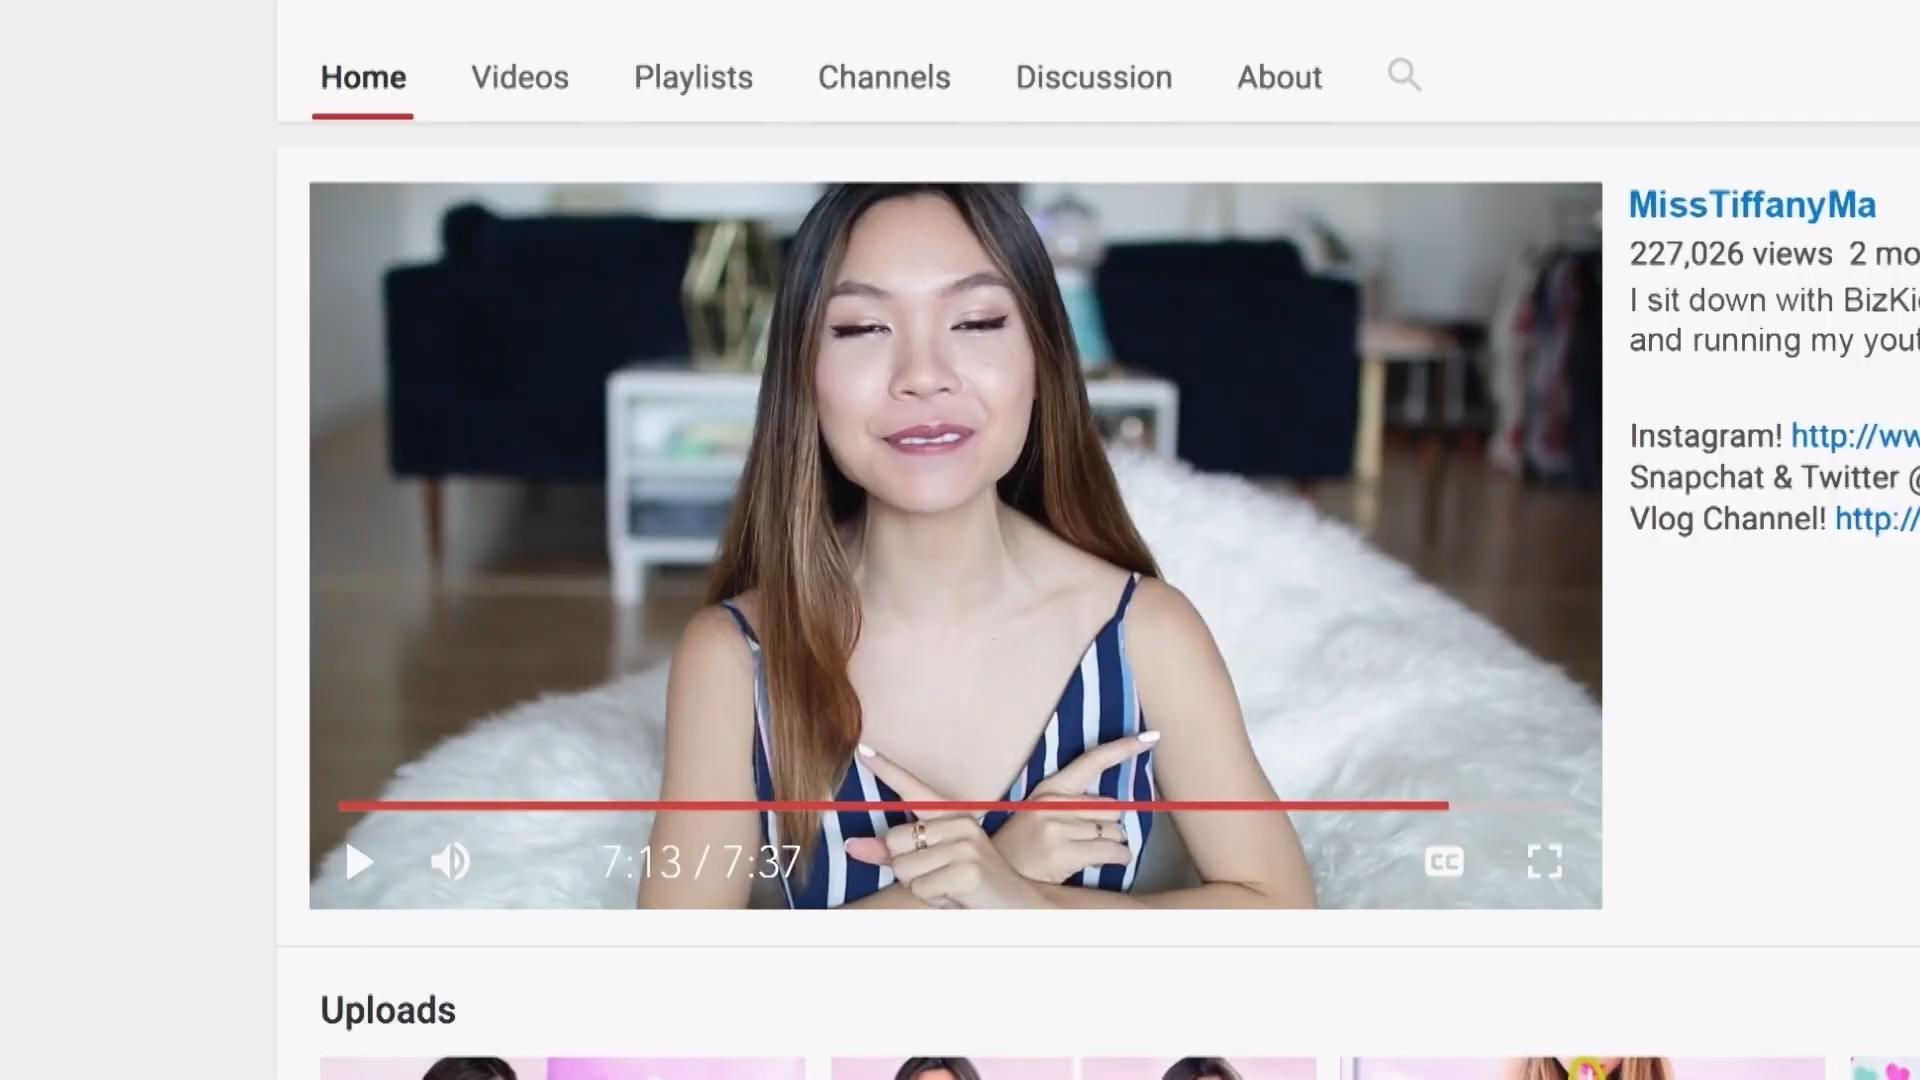 Home Videos Playlists Channels Discussion About
MissTiffanyMa
227,026 views 2 mo
I sit down with BizKi
and running my yout
Instagram! http://ww
Snapchat & Twitter @
Vlog Channel! http://
7:13 / 7:37 CC
Uploads